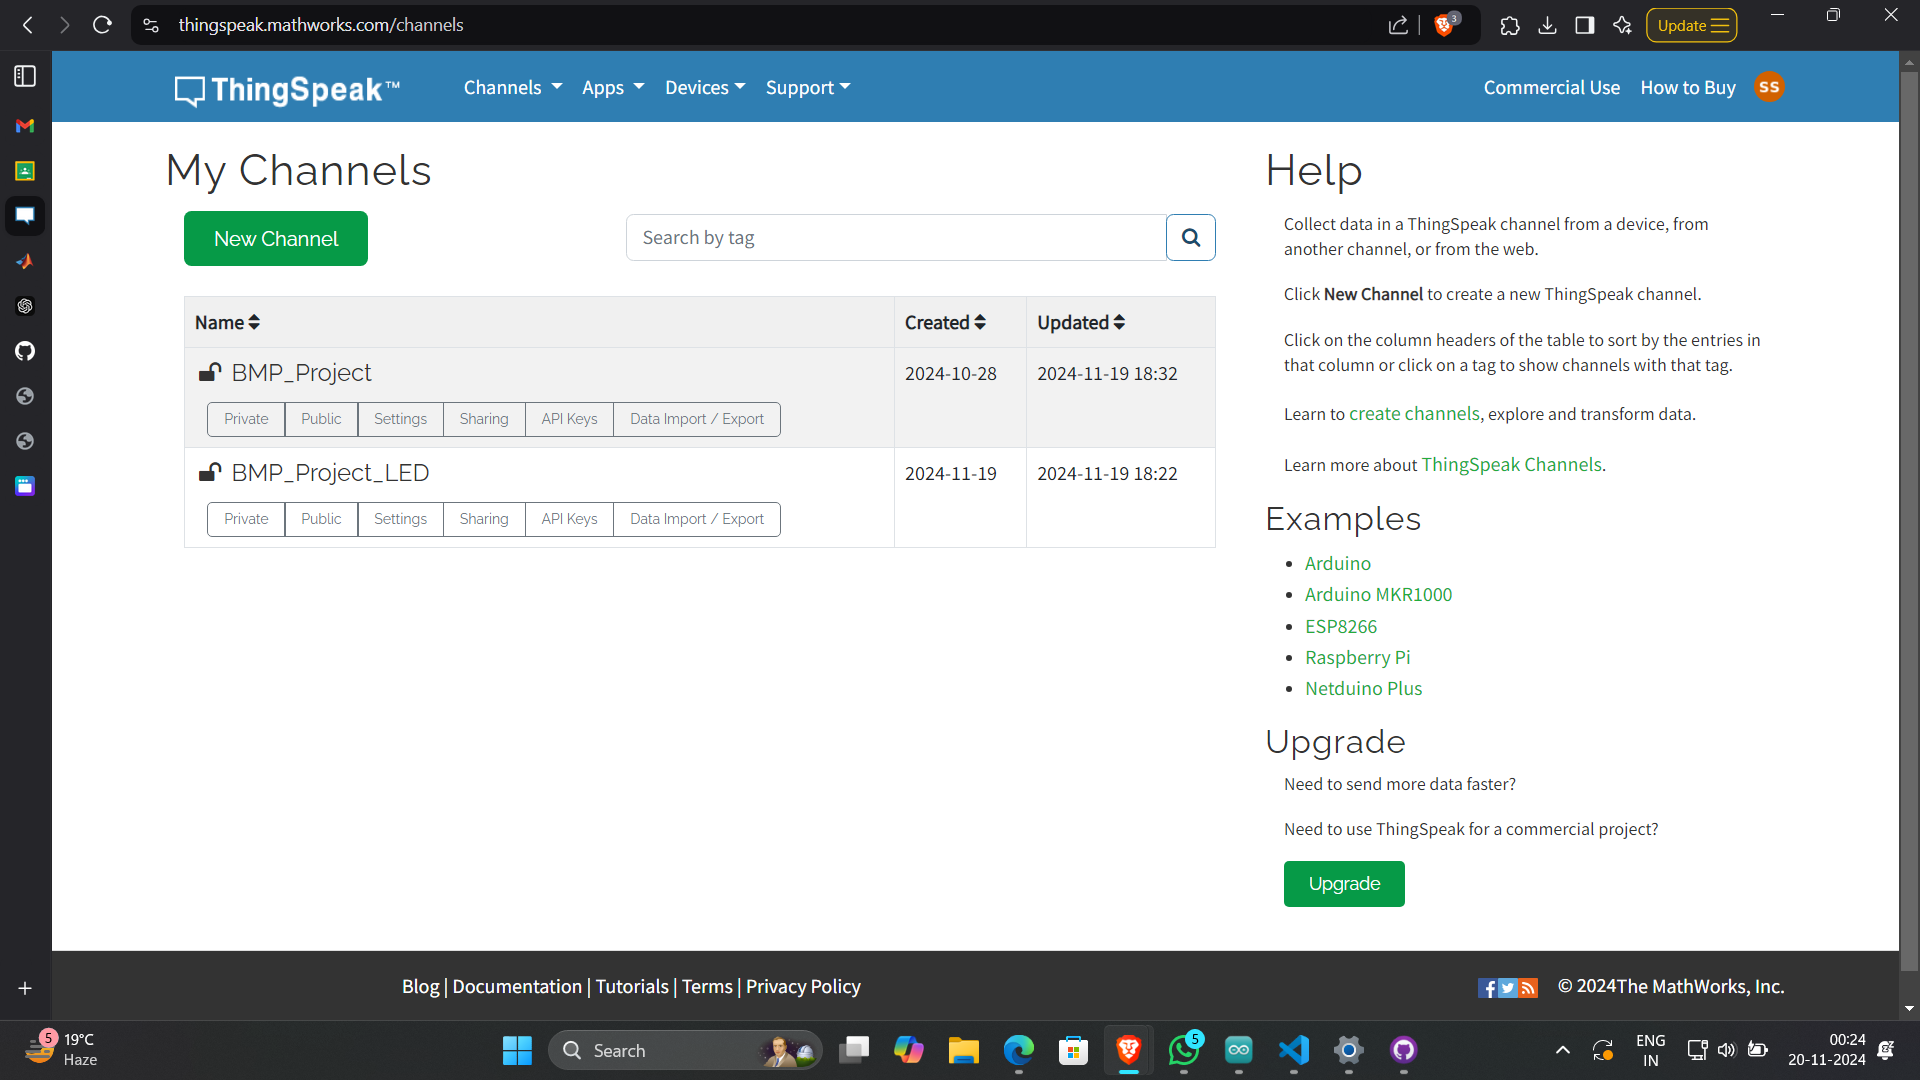 thingspeak.mathworks.com/channels
3
Update
ThingSpeak™
Channels
Apps
Devices
Support
Commercial Use
How to Buy
SS
My Channels
New Channel
Search by tag
Name
Created
Updated
BMP_Project
2024-10-28
2024-11-19 18:32
Private
Public
Settings
Sharing
API Keys
Data Import / Export
BMP_Project_LED
2024-11-19
2024-11-19 18:22
Private
Public
Settings
Sharing
API Keys
Data Import / Export
Help
Collect data in a ThingSpeak channel from a device, from
another channel, or from the web.
Click New Channel to create a new ThingSpeak channel.
Click on the column headers of the table to sort by the entries in
that column or click on a tag to show channels with that tag.
Learn to create channels, explore and transform data.
Learn more about ThingSpeak Channels.
Examples
Arduino
Arduino MKR1000
ESP8266
Raspberry Pi
Netduino Plus
Upgrade
Need to send more data faster?
Need to use ThingSpeak for a commercial project?
Upgrade
Blog | Documentation | Tutorials | Terms | Privacy Policy
© 2024The MathWorks, Inc.
5
19°C
Haze
Search
5
ENG
IN
00:24
20-11-2024